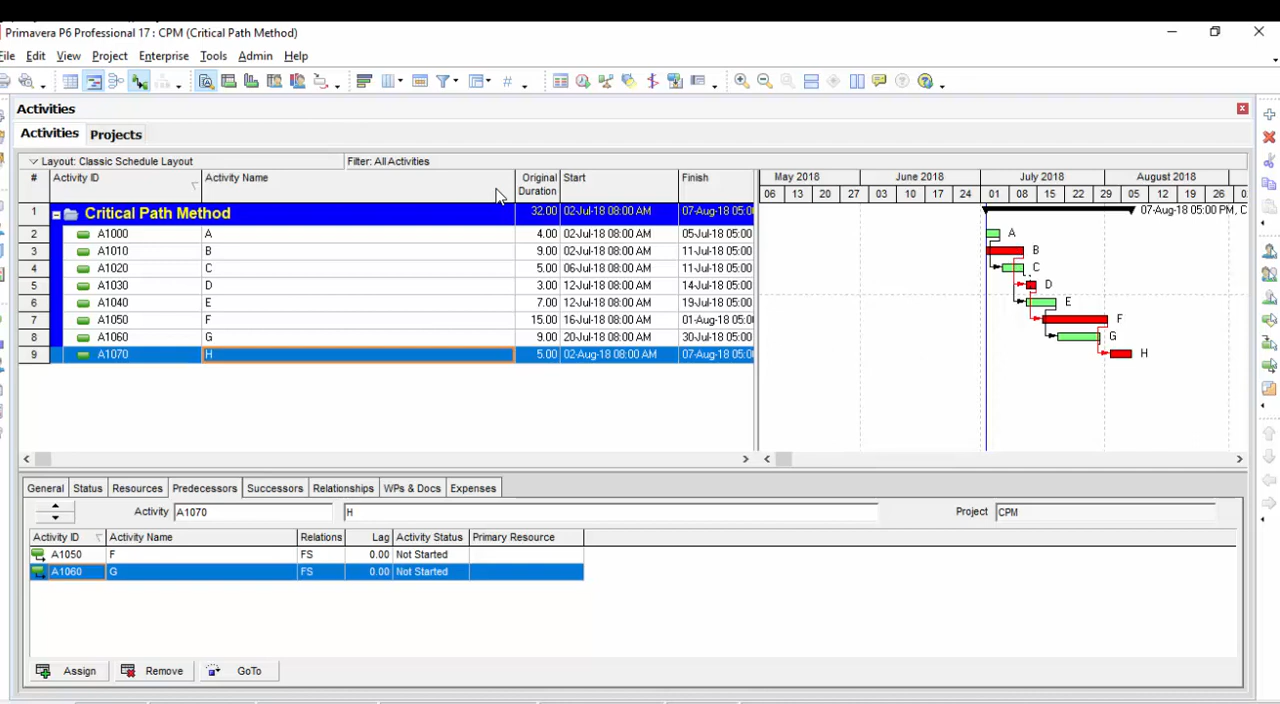 Primavera P6 Professional 17 : CPM (Critical Path Method)
File Edit View Project Enterprise Tools Admin Help
Activities
Activities Projects
Layout: Classic Schedule Layout Filter: All Activities
# Activity ID Activity Name Original Duration Start Finish
May 2018 June 2018 July 2018 August 2018
06 13 20 27 03 10 17 24 01 08 15 22 29 05 12 19 26 0
1 Critical Path Method 32.00 02-Jul-18 08:00 AM 07-Aug-18 05:00 07-Aug-18 05:00 PM, C
2 A1000 A 4.00 02-Jul-18 08:00 AM 05-Jul-18 05:00 A
3 A1010 B 9.00 02-Jul-18 08:00 AM 11-Jul-18 05:00 B
4 A1020 C 5.00 06-Jul-18 08:00 AM 11-Jul-18 05:00 C
5 A1030 D 3.00 12-Jul-18 08:00 AM 14-Jul-18 05:00 D
6 A1040 E 7.00 12-Jul-18 08:00 AM 19-Jul-18 05:00 E
7 A1050 F 15.00 16-Jul-18 08:00 AM 01-Aug-18 05:00 F
8 A1060 G 9.00 20-Jul-18 08:00 AM 30-Jul-18 05:00 G
9 A1070 H 5.00 02-Aug-18 08:00 AM 07-Aug-18 05:00 H
General Status Resources Predecessors Successors Relationships WPs & Docs Expenses
Activity A1070 H Project CPM
Activity ID Activity Name Relations Lag Activity Status Primary Resource
A1050 F FS 0.00 Not Started
A1060 G FS 0.00 Not Started
Assign Remove GoTo